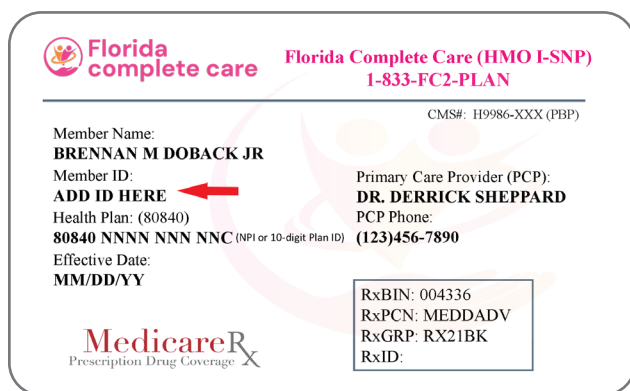 Florida
complete care
Florida Complete Care (HMO I-SNP)
1-833-FC2-PLAN
CMS#: H9986-XXX (PBP)
Member Name:
BRENNAN M DOBACK JR
Member ID:
ADD ID HERE
Health Plan: (80840)
80840 NNNN NNN NNC (NPI or 10-digit Plan ID)
Effective Date:
MM/DD/YY
Primary Care Provider (PCP):
DR. DERRICK SHEPPARD
PCP Phone:
(123)456-7890
MedicareRx
Prescription Drug Coverage
RxBIN: 004336
RxPCN: MEDDADV
RxGRP: RX21BK
RxID: